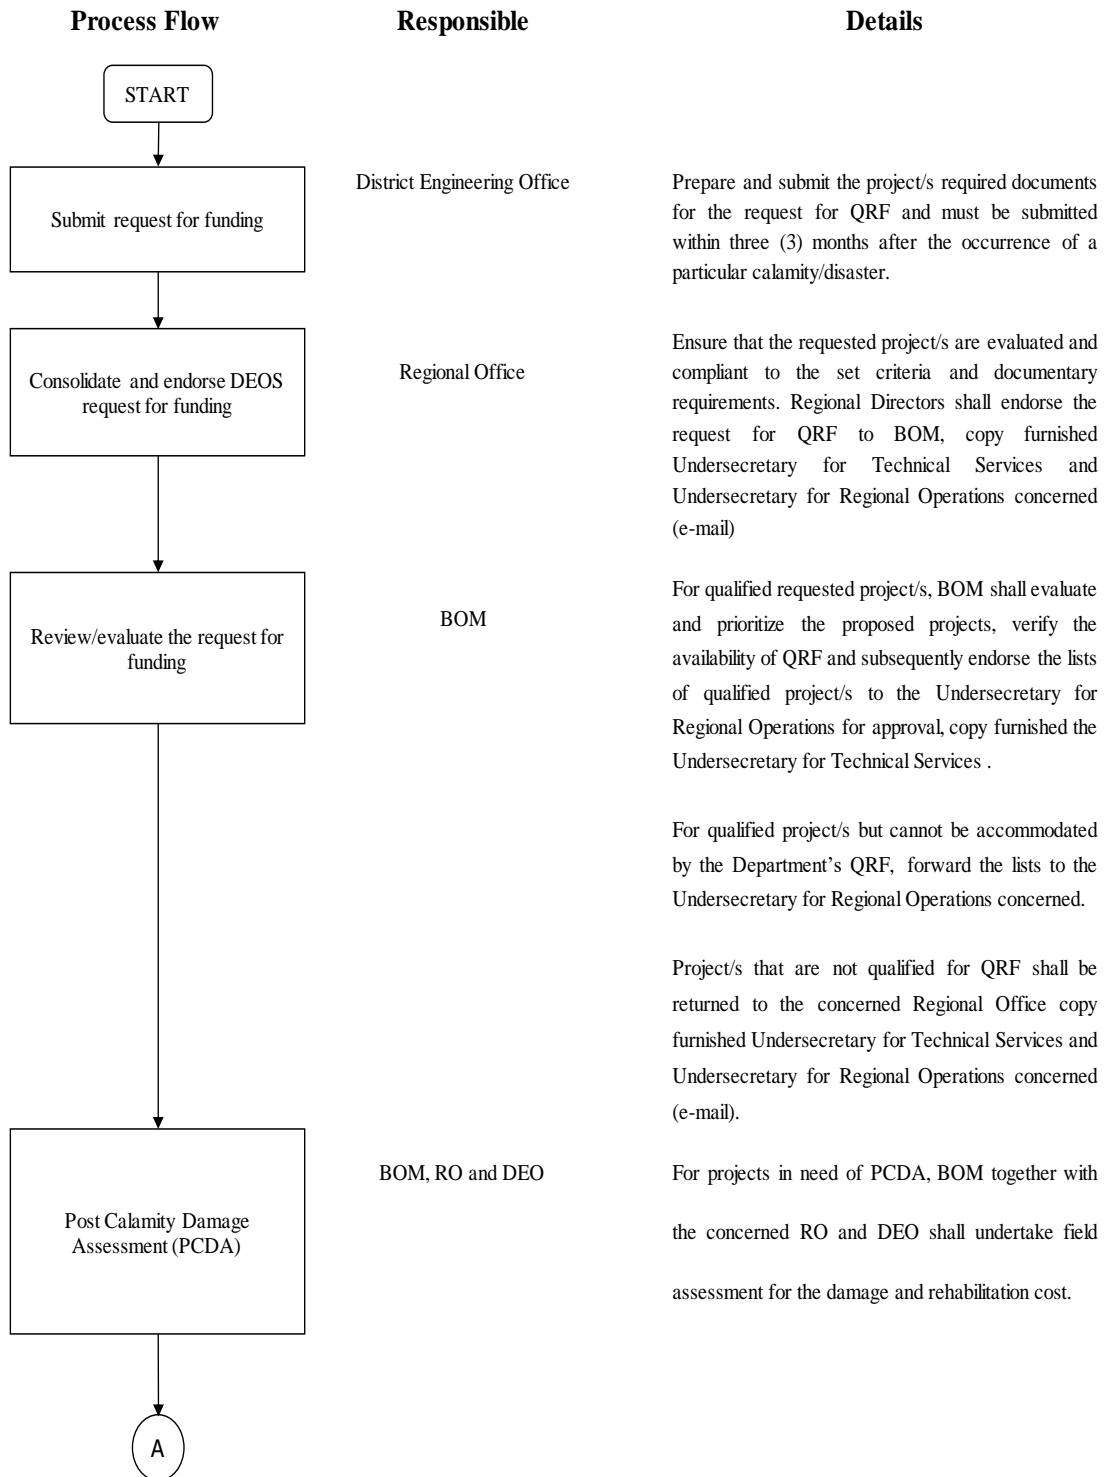 Process Flow Responsible Details
START
Submit request for funding
District Engineering Office
Prepare and submit the project/s required documents
for the request for QRF and must be submitted
within three (3) months after the occurrence of a
particular calamity/disaster.
Consolidate and endorse DEOS
request for funding
Regional Office
Ensure that the requested project/s are evaluated and
compliant to the set criteria and documentary
requirements. Regional Directors shall endorse the
request for QRF to BOM, copy furnished
Undersecretary for Technical Services and
Undersecretary for Regional Operations concerned
(e-mail)
Review/evaluate the request for
funding
BOM
For qualified requested project/s, BOM shall evaluate
and prioritize the proposed projects, verify the
availability of QRF and subsequently endorse the lists
of qualified project/s to the Undersecretary for
Regional Operations for approval, copy furnished the
Undersecretary for Technical Services .
For qualified project/s but cannot be accommodated
by the Department’s QRF, forward the lists to the
Undersecretary for Regional Operations concerned.
Project/s that are not qualified for QRF shall be
returned to the concerned Regional Office copy
furnished Undersecretary for Technical Services and
Undersecretary for Regional Operations concerned
(e-mail).
Post Calamity Damage
Assessment (PCDA)
BOM, RO and DEO
For projects in need of PCDA, BOM together with
the concerned RO and DEO shall undertake field
assessment for the damage and rehabilitation cost.
A